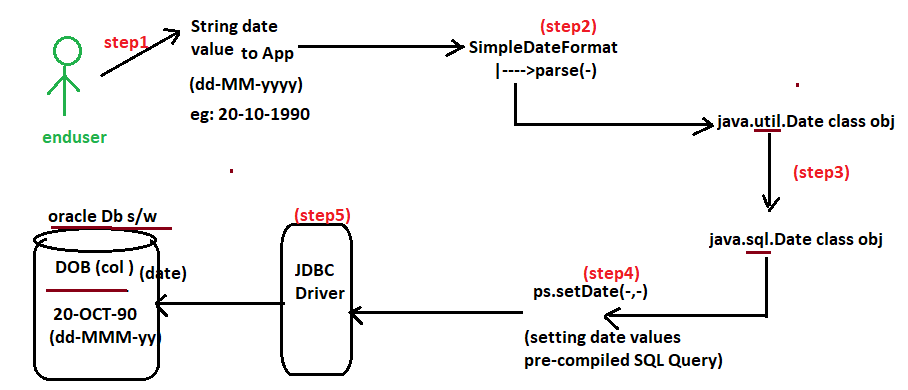 step1
String date
value to App
(dd-MM-yyyy)
eg: 20-10-1990
enduser
(step2)
SimpleDateFormat
|---->parse(-)
java.util.Date class obj
(step3)
java.sql.Date class obj
(step4)
ps.setDate(-,-)
(setting date values
pre-compiled SQL Query)
(step5)
JDBC
Driver
oracle Db s/w
DOB (col ) (date)
20-OCT-90
(dd-MMM-yy)